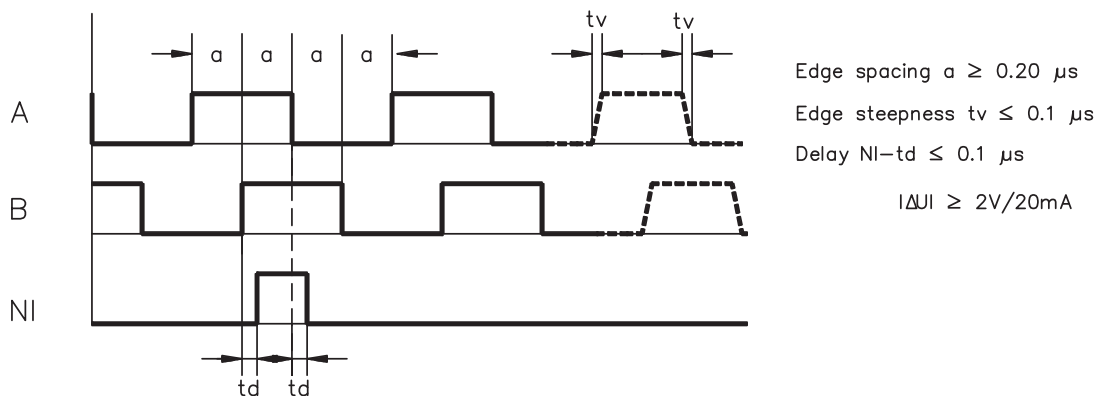 tv tv
a a a a
A
Edge spacing a ≥ 0.20 µs
Edge steepness tv ≤ 0.1 µs
Delay NI–td ≤ 0.1 µs
B
|ΔU| ≥ 2V/20mA
NI
td td